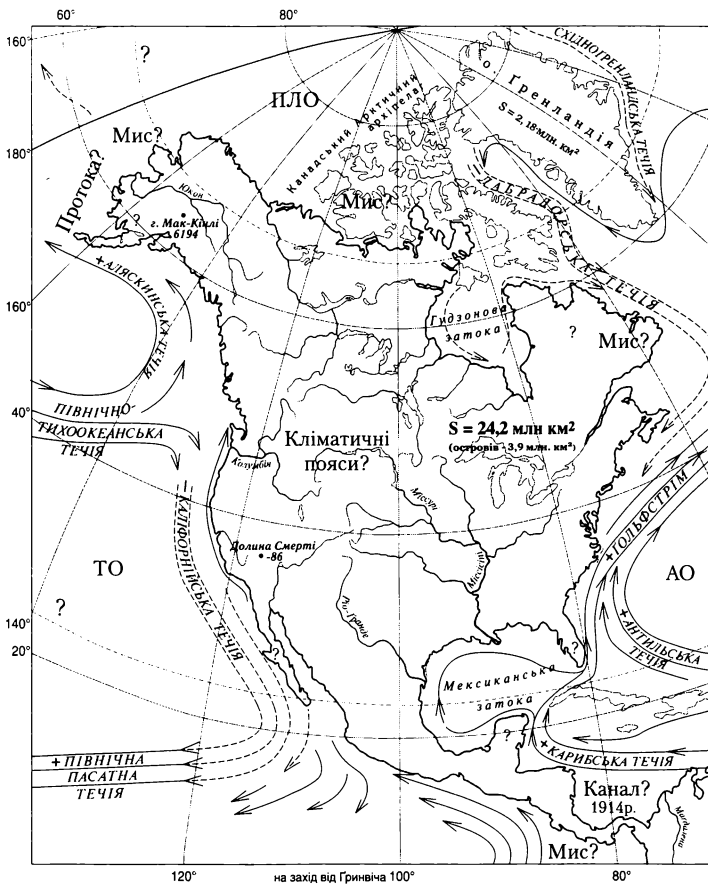 60°
80°
160°
?
ПЛО
СХІДНОГРЕНЛАНДСЬКА ТЕЧІЯ
Ґренландія
S = 2, 18 млн. км²
180°
Мис?
Протока?
Канадський Арктичний
архіпелаг
Мис?
Юкон
г. Мак-Кінлі
6194
?
+ АЛЯСКИНСЬКА
ТЕЧІЯ
– ЛАБРАДОРСЬКА ТЕЧІЯ
160°
Гудзонова
затока
?
Мис?
40°
ПІВНІЧНО-
ТИХООКЕАНСЬКА
ТЕЧІЯ
Кліматичні
пояси?
S = 24,2 млн км²
(островів - 3,9 млн. км²)
Колумбія
Міссурі
– КАЛІФОРНІЙСЬКА ТЕЧІЯ
Долина Смерті
-86
Міссісіпі
+ ГОЛЬФСТРІМ
ТО
АО
Ріо-Гранде
?
140°
20°
+ АНТИЛЬСЬКА
ТЕЧІЯ
?
?
Мексиканська
затока
?
+ КАРИБСЬКА ТЕЧІЯ
+ ПІВНІЧНА
ПАСАТНА
ТЕЧІЯ
Канал?
1914р.
Магдалена
Мис?
120°
на захід від Ґринвіча 100°
80°